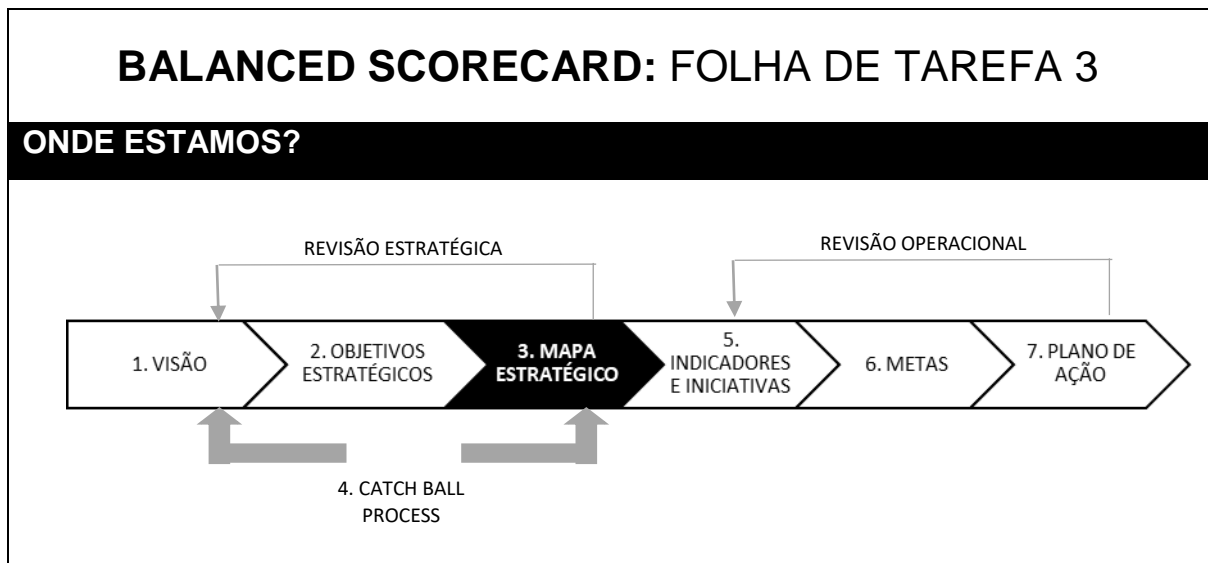 BALANCED SCORECARD: FOLHA DE TAREFA 3
ONDE ESTAMOS?
REVISÃO ESTRATÉGICA
REVISÃO OPERACIONAL
1. VISÃO
2. OBJETIVOS
ESTRATÉGICOS
3. MAPA
ESTRATÉGICO
5.
INDICADORES
E INICIATIVAS
6. METAS
7. PLANO DE
AÇÃO
4. CATCH BALL
PROCESS